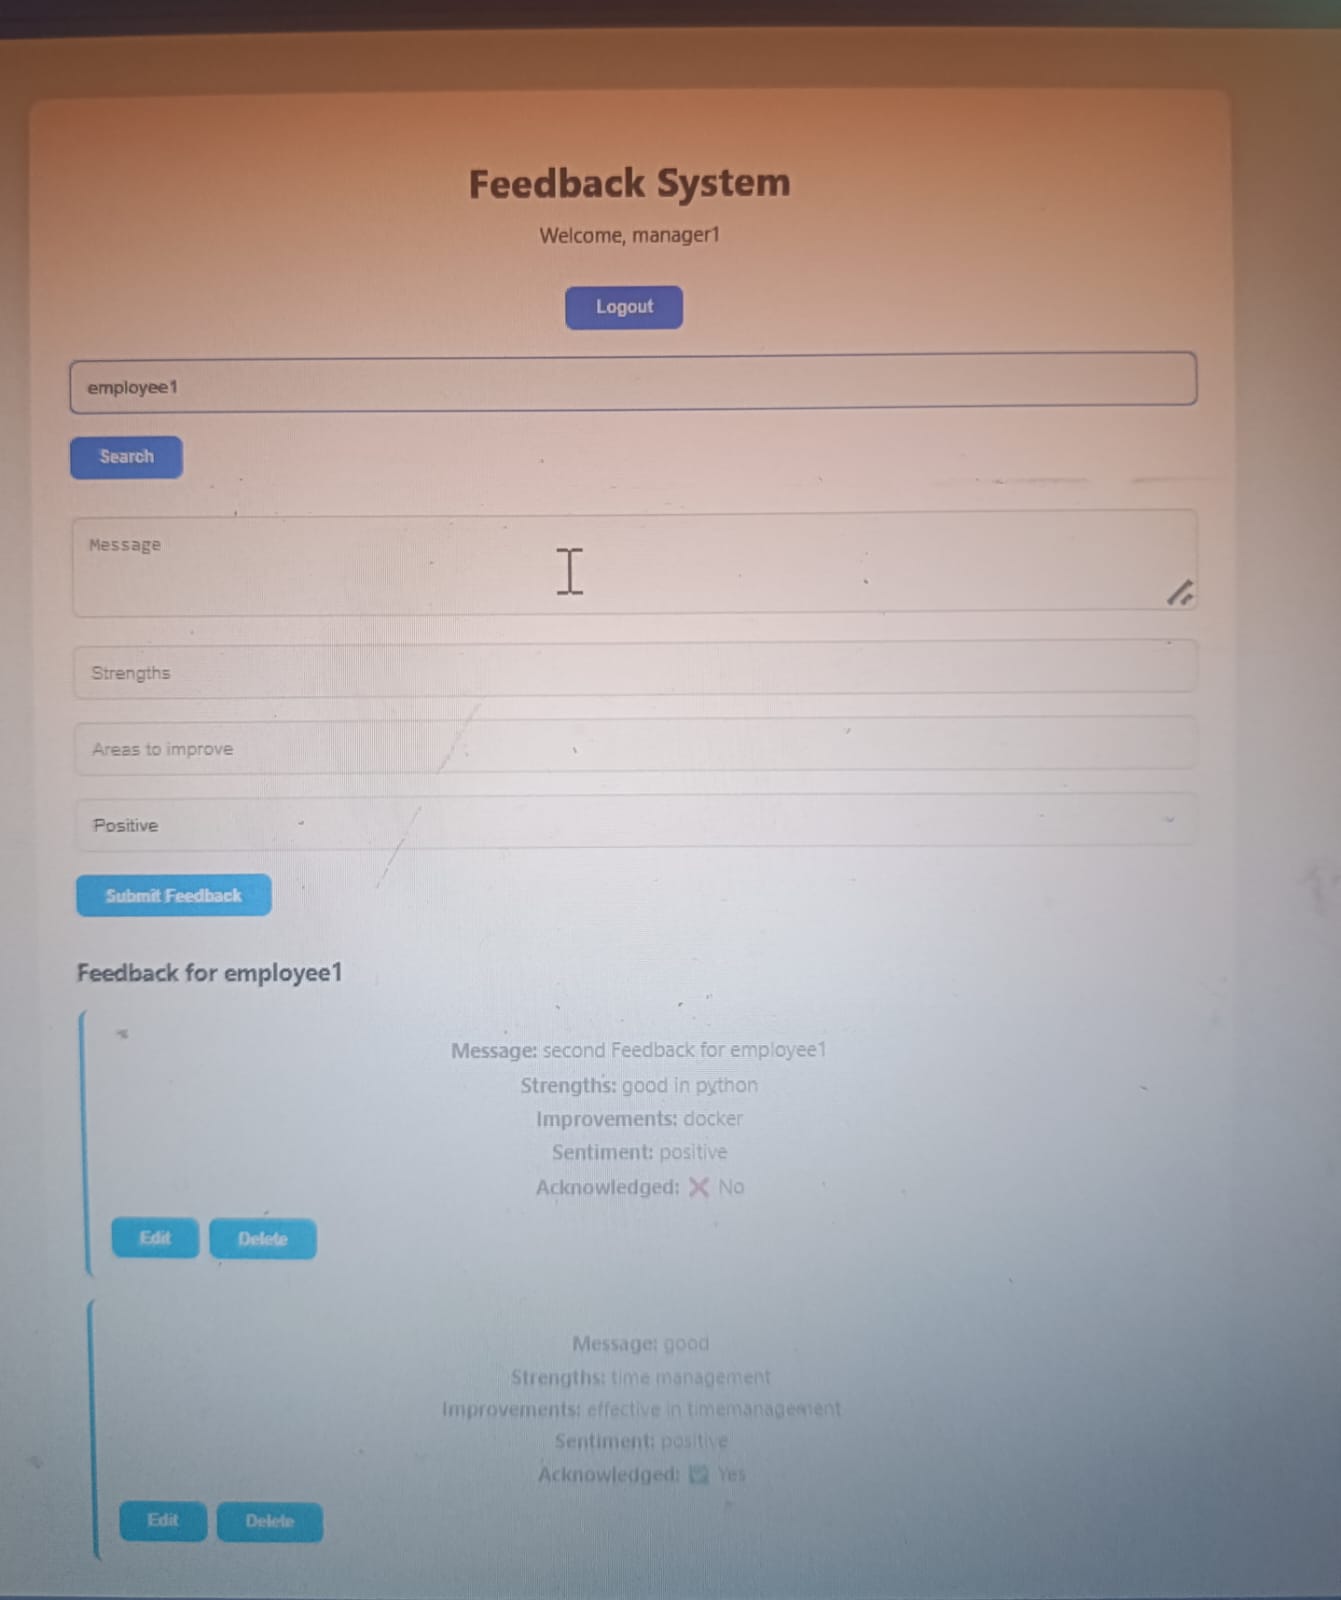 Feedback System
Welcome, manager1
Logout
employee1
Search
Message
Strengths
Areas to improve
Positive
Submit Feedback
Feedback for employee1
Message: second Feedback for employee1
Strengths: good in python
Improvements: docker
Sentiment: positive
Acknowledged: ❌ No
Edit Delete
Message: good
Strengths: time management
Improvements: effective in timemanagement
Sentiment: positive
Acknowledged: ✅ Yes
Edit Delete